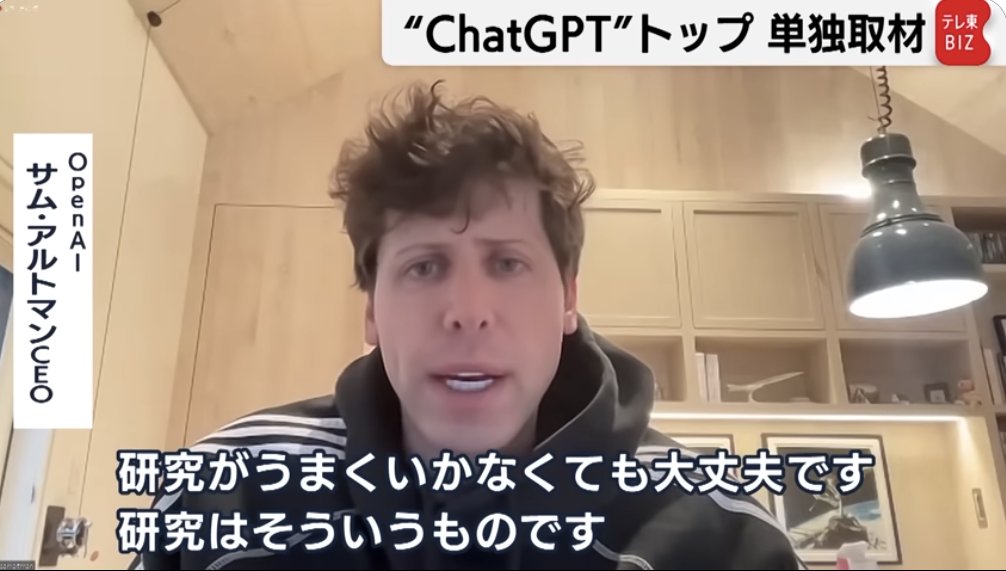 “ChatGPT”トップ 単独取材
テレ東
BIZ
OpenAI
サム・アルトマンCEO
研究がうまくいかなくても大丈夫です
研究はそういうものです